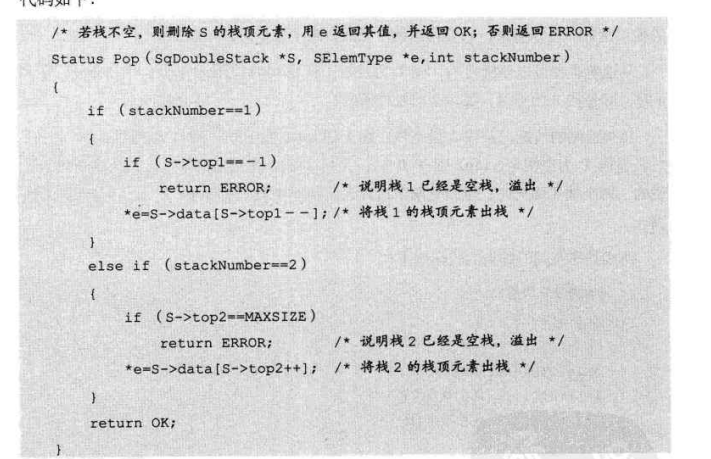 代码如下：
/* 若栈不空，则删除 S 的栈顶元素，用 e 返回其值，并返回 OK；否则返回 ERROR */
Status Pop（SqDoubleStack *S, SElemType *e,int stackNumber）
{
if （stackNumber==1）
{
if （S->top1==－1）
return ERROR; /* 说明栈 1 已经是空栈，溢出 */
*e=S->data[S->top1－－]; /* 将栈 1 的栈顶元素出栈 */
}
else if （stackNumber==2）
{
if （S->top2==MAXSIZE）
return ERROR; /* 说明栈 2 已经是空栈，溢出 */
*e=S->data[S->top2++]; /* 将栈 2 的栈顶元素出栈 */
}
return OK;
}